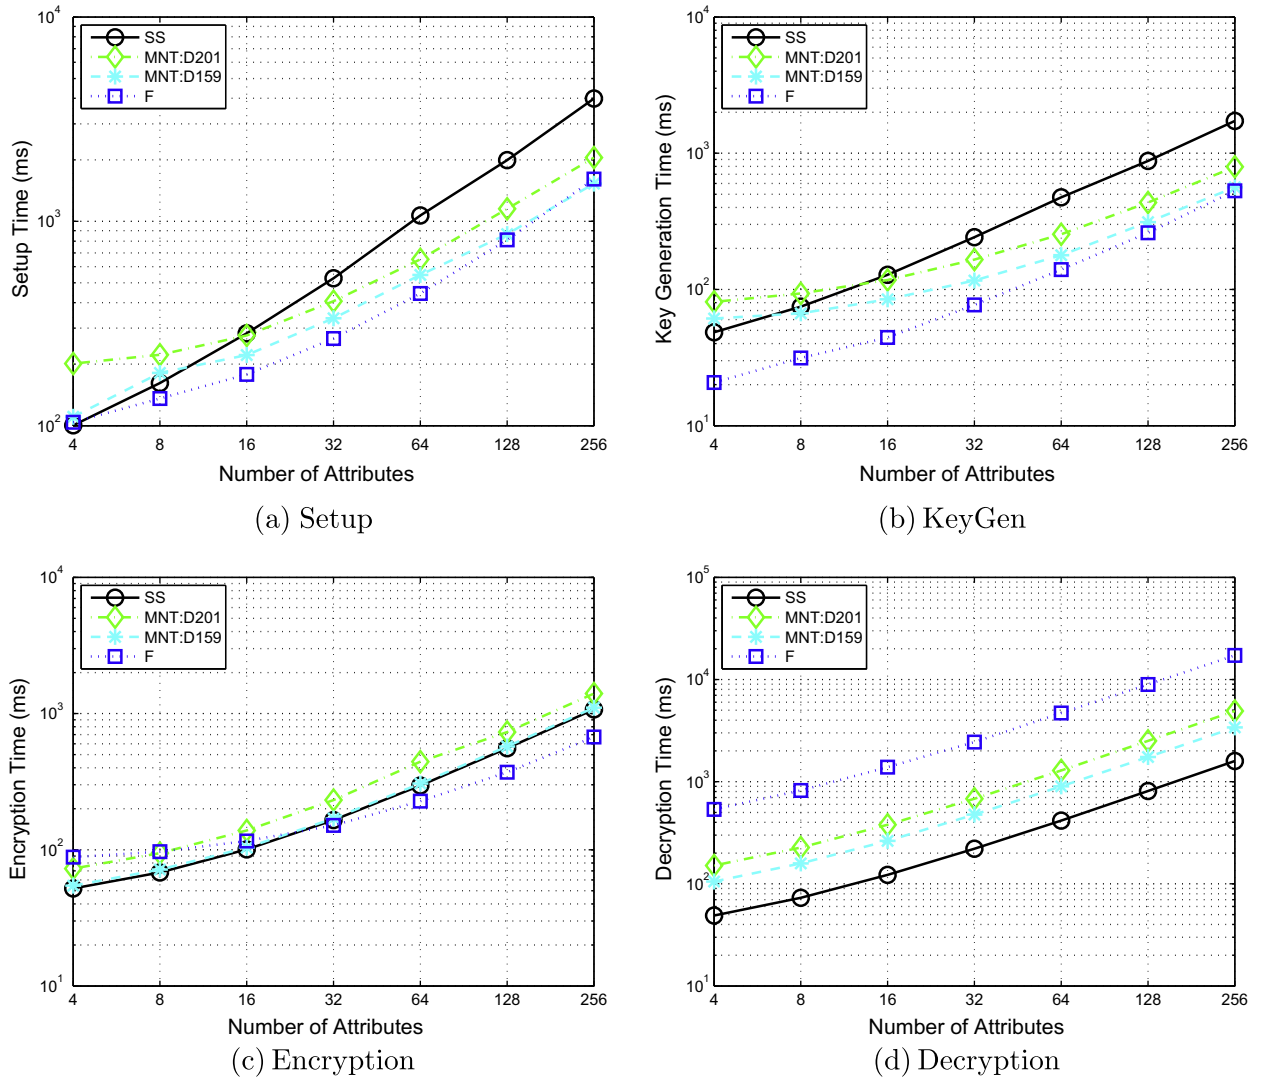 10^4
10^3
10^2
Setup Time (ms)
SS
MNT:D201
MNT:D159
F
4 8 16 32 64 128 256
Number of Attributes
(a) Setup
10^4
10^3
10^2
10^1
Key Generation Time (ms)
SS
MNT:D201
MNT:D159
F
4 8 16 32 64 128 256
Number of Attributes
(b) KeyGen
10^4
10^3
10^2
10^1
Encryption Time (ms)
SS
MNT:D201
MNT:D159
F
4 8 16 32 64 128 256
Number of Attributes
(c) Encryption
10^5
10^4
10^3
10^2
10^1
Decryption Time (ms)
SS
MNT:D201
MNT:D159
F
4 8 16 32 64 128 256
Number of Attributes
(d) Decryption